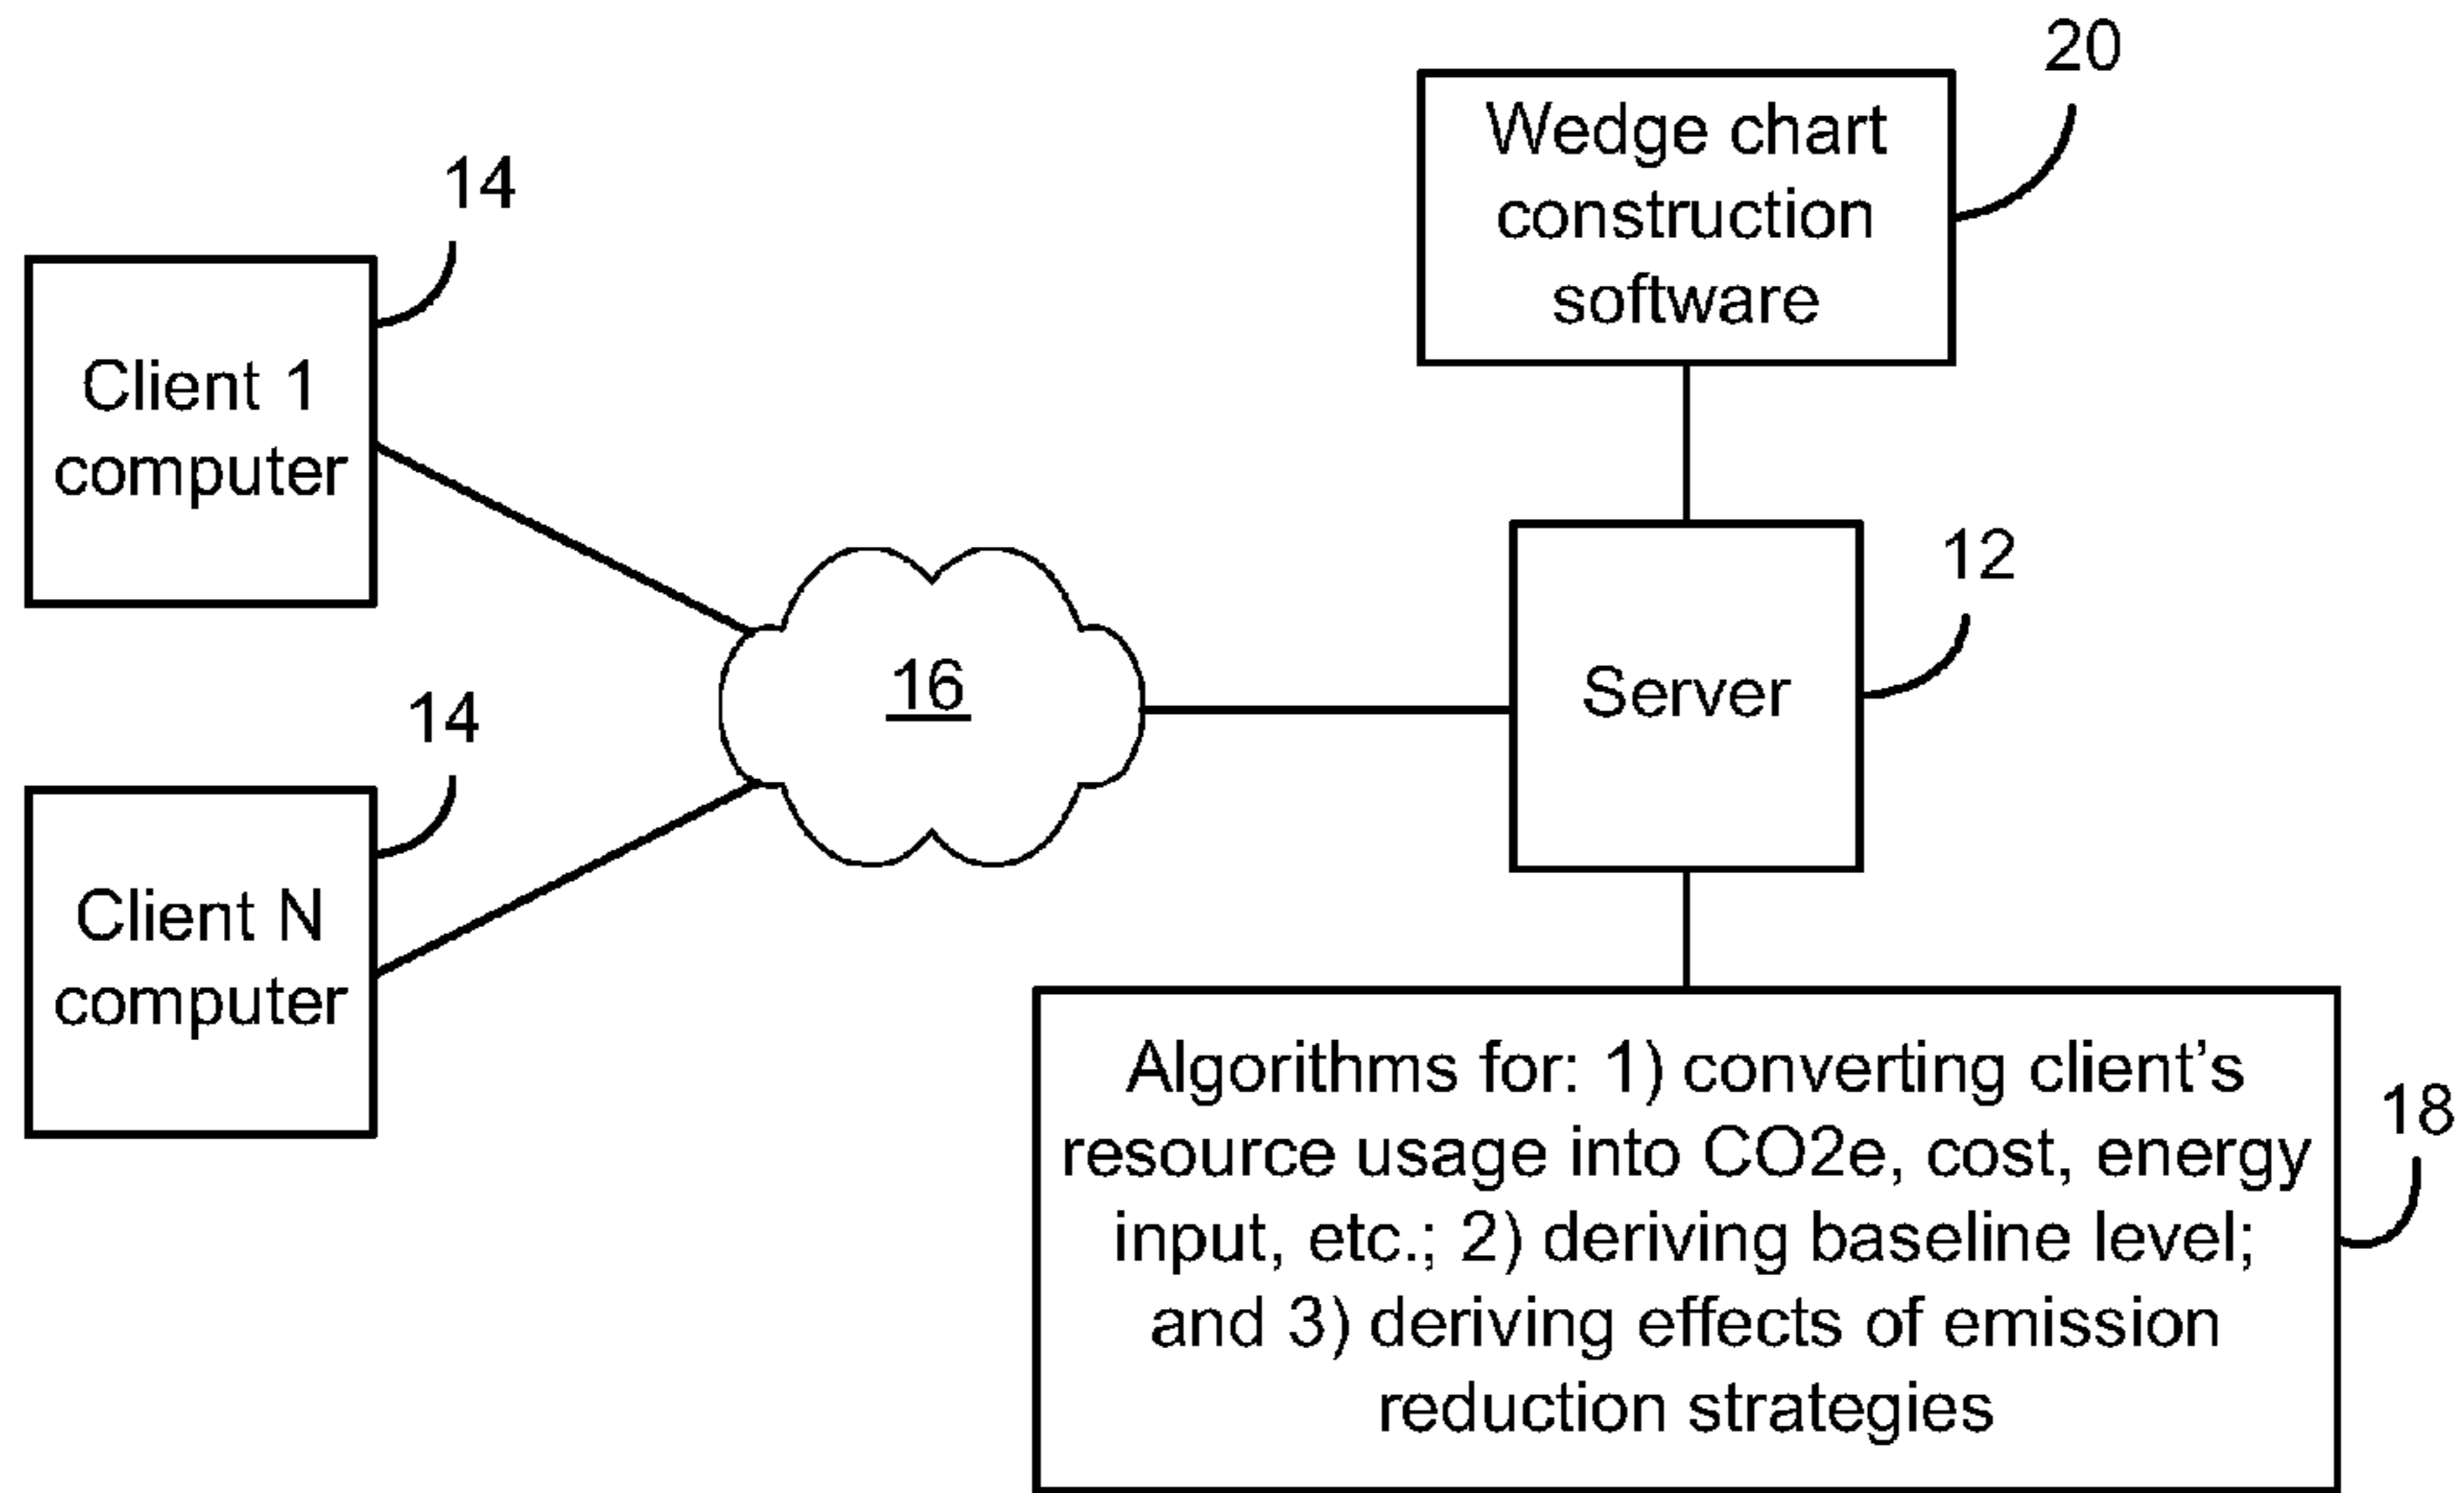 20
Wedge chart
construction
software
14
Client 1
computer
16
12
Server
14
Client N
computer
Algorithms for: 1) converting client's
resource usage into CO2e, cost, energy
input, etc.; 2) deriving baseline level;
and 3) deriving effects of emission
reduction strategies
18